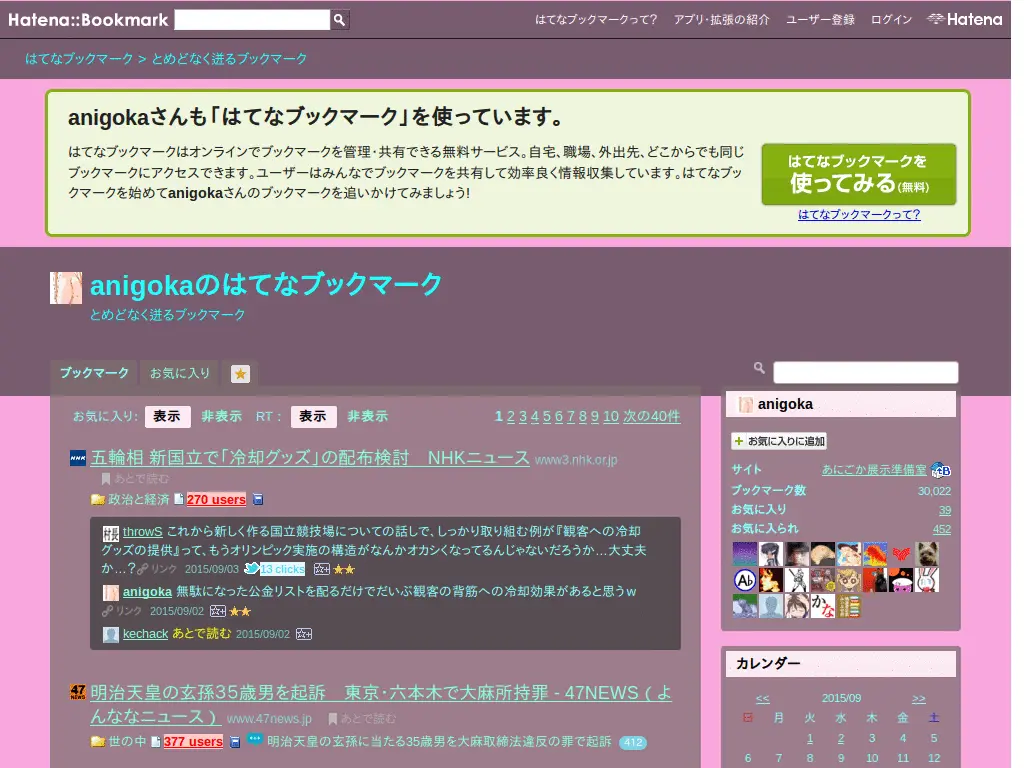 Hatena::Bookmark はてなブックマークって? アプリ・拡張の紹介 ユーザー登録 ログイン Hatena
はてなブックマーク > とめどなく迸るブックマーク
anigokaさんも「はてなブックマーク」を使っています。
はてなブックマークはオンラインでブックマークを管理・共有できる無料サービス。自宅、職場、外出先、どこからでも同じ
ブックマークにアクセスできます。ユーザーはみんなでブックマークを共有して効率良く情報収集しています。はてなブッ
クマークを始めてanigokaさんのブックマークを追いかけてみましょう!
はてなブックマークを
使ってみる(無料)
はてなブックマークって?
anigokaのはてなブックマーク
とめどなく迸るブックマーク
ブックマーク お気に入り
お気に入り: 表示 非表示 RT: 表示 非表示 1 2 3 4 5 6 7 8 9 10 次の40件
五輪相 新国立で「冷却グッズ」の配布検討 NHKニュース www3.nhk.or.jp
あとで読む
政治と経済 270 users
throwS これから新しく作る国立競技場についての話しで、しっかり取り組む例が『観客への冷却
グッズの提供』って、もうオリンピック実施の構造がなんかオカシくなってるんじゃないだろうか…大丈夫
か…？ リンク 2015/09/03 13 clicks
anigoka 無駄になった公金リストを配るだけでだいぶ観客の背筋への冷却効果があると思うｗ
リンク 2015/09/02
kechack あとで読む 2015/09/02
明治天皇の玄孫35歳男を起訴 東京・六本木で大麻所持罪 - 47NEWS（よ
んななニュース） www.47news.jp あとで読む
世の中 377 users 明治天皇の玄孫に当たる35歳男を大麻取締法違反の罪で起訴 412
anigoka
お気に入りに追加
サイト あにごか展示準備室
ブックマーク数 30,022
お気に入り 39
お気に入られ 452
カレンダー
<< 2015/09 >>
日 月 火 水 木 金 土
1 2 3 4 5
6 7 8 9 10 11 12